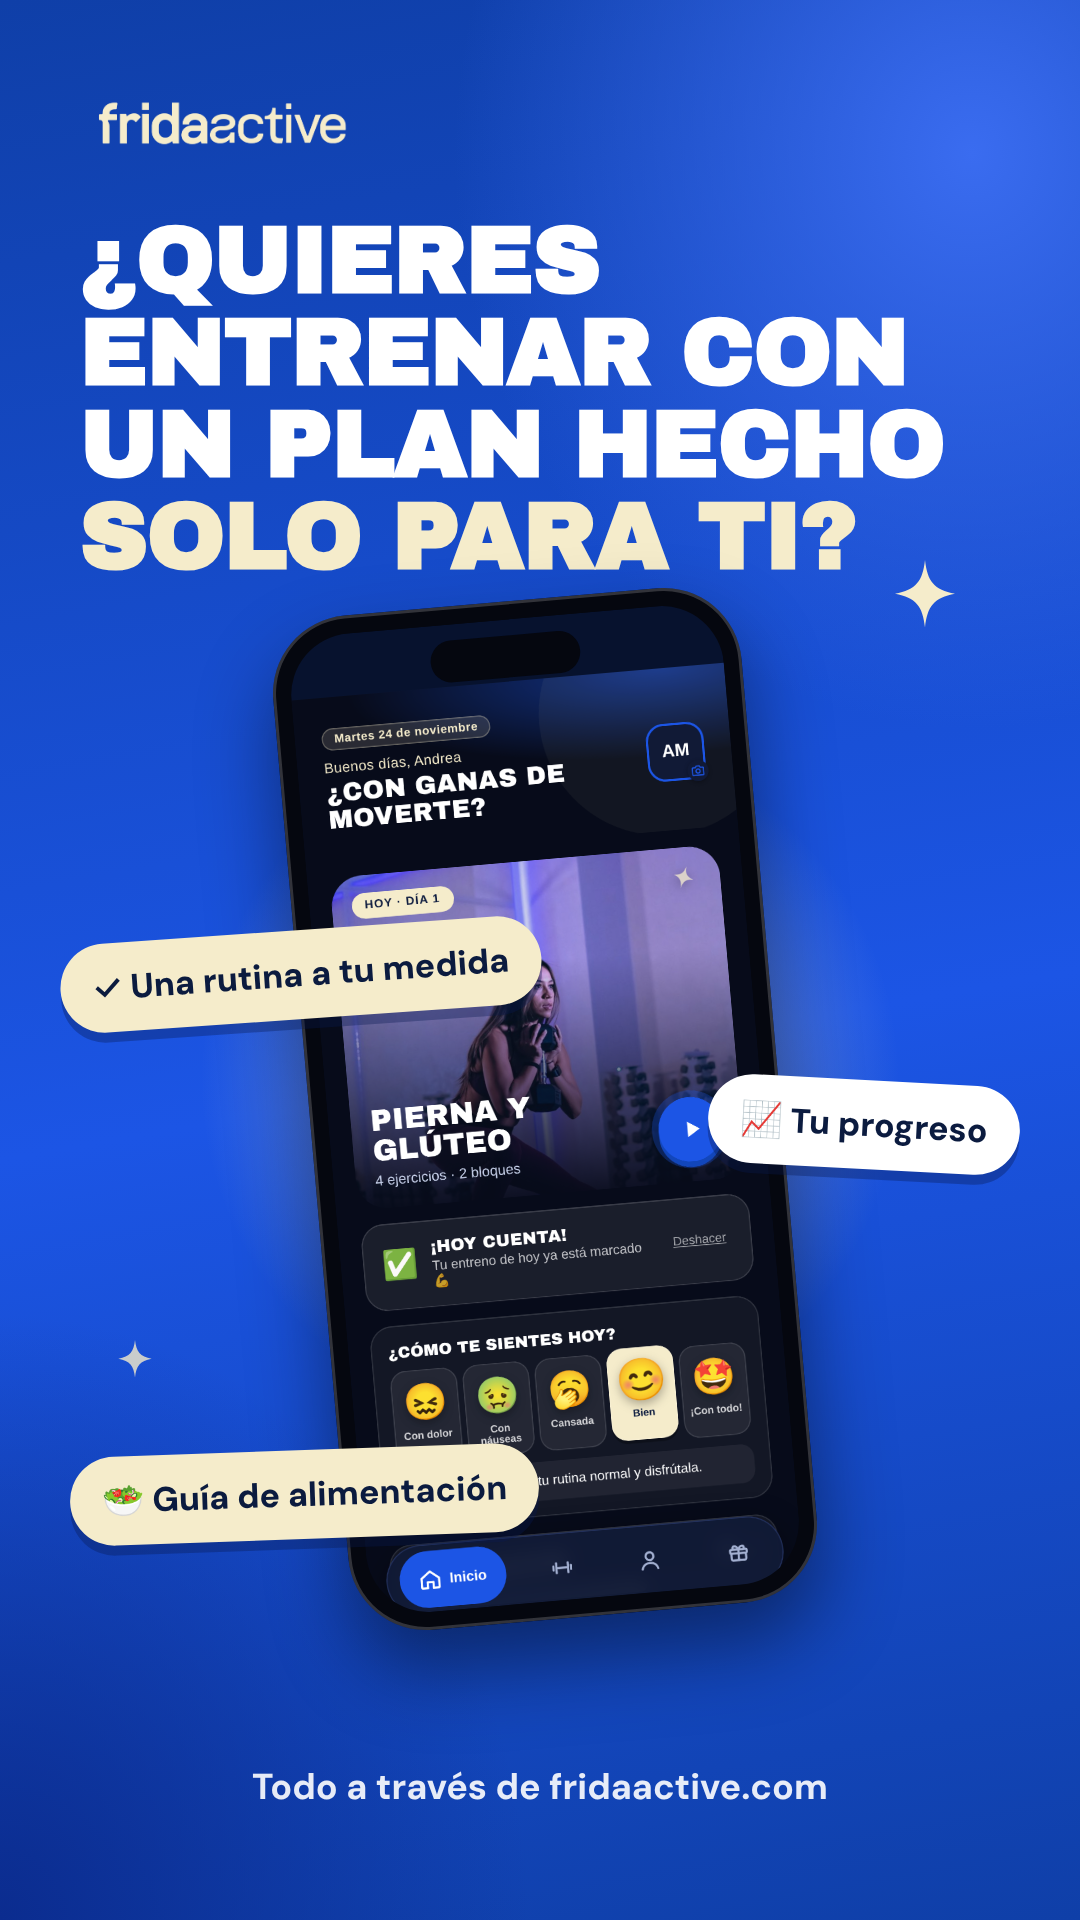 fridaactive
¿QUIERES
ENTRENAR CON
UN PLAN HECHO
SOLO PARA TI?
Martes 24 de noviembre
Buenos días, Andrea
¿CON GANAS DE
MOVERTE?
AM
HOY · DÍA 1
✓ Una rutina a tu medida
PIERNA Y
GLÚTEO
4 ejercicios · 2 bloques
📈 Tu progreso
✅ ¡HOY CUENTA!
Tu entreno de hoy ya está marcado
💪
Deshacer
¿CÓMO TE SIENTES HOY?
😖 🤢 🥱 😊 🤩
Con dolor
Con
náuseas
Cansada
Bien
¡Con todo!
🥗 Guía de alimentación
tu rutina normal y disfrútala.
Inicio
Todo a través de fridaactive.com